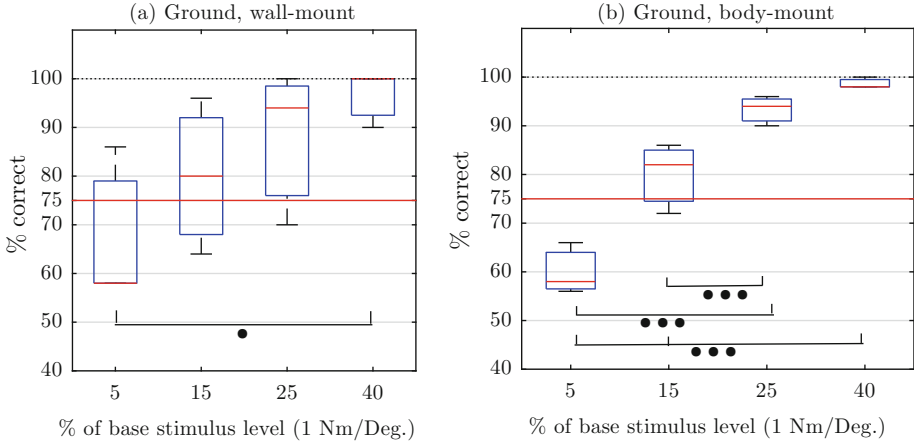 (a) Ground, wall-mount
% correct
100
90
80
75
70
60
50
40
5 15 25 40
% of base stimulus level (1 Nm/Deg.)
(b) Ground, body-mount
% correct
100
90
80
75
70
60
50
40
5 15 25 40
% of base stimulus level (1 Nm/Deg.)